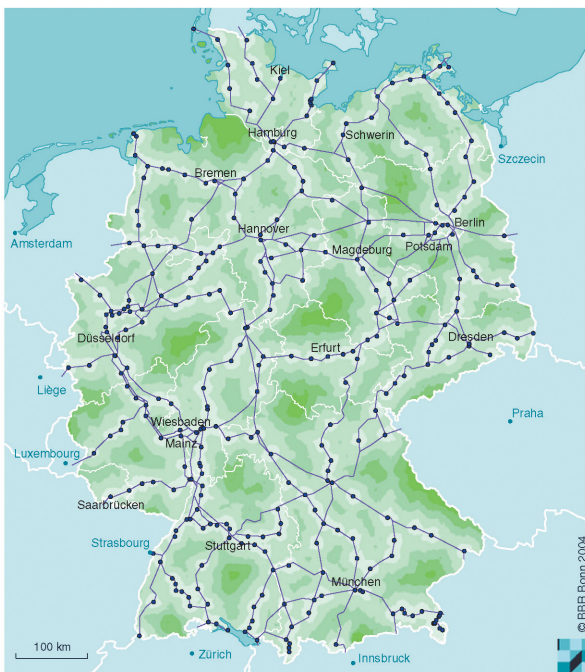 Kiel
Hamburg
Schwerin
Szczecin
Bremen
Berlin
Hannover
Amsterdam
Magdeburg
Potsdam
Düsseldorf
Erfurt
Dresden
Liège
Praha
Wiesbaden
Mainz
Luxembourg
Saarbrücken
Strasbourg
Stuttgart
München
© BBR Bonn 2004
100 km
Zürich
Innsbruck